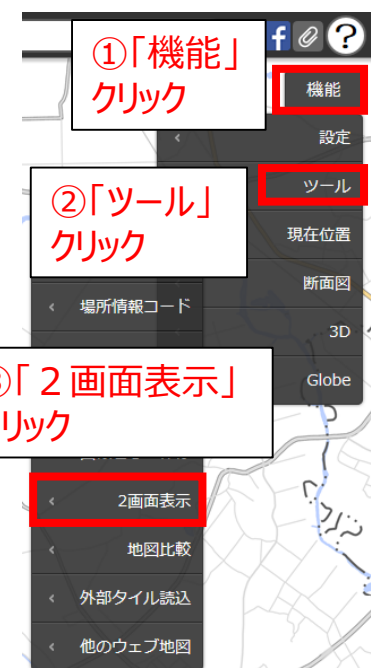 f
?
①「機能」
クリック
機能
設定
②「ツール」
クリック
ツール
現在位置
断面図
場所情報コード
3D
「２画面表示」
リック
Globe
2画面表示
地図比較
外部タイル読込
他のウェブ地図